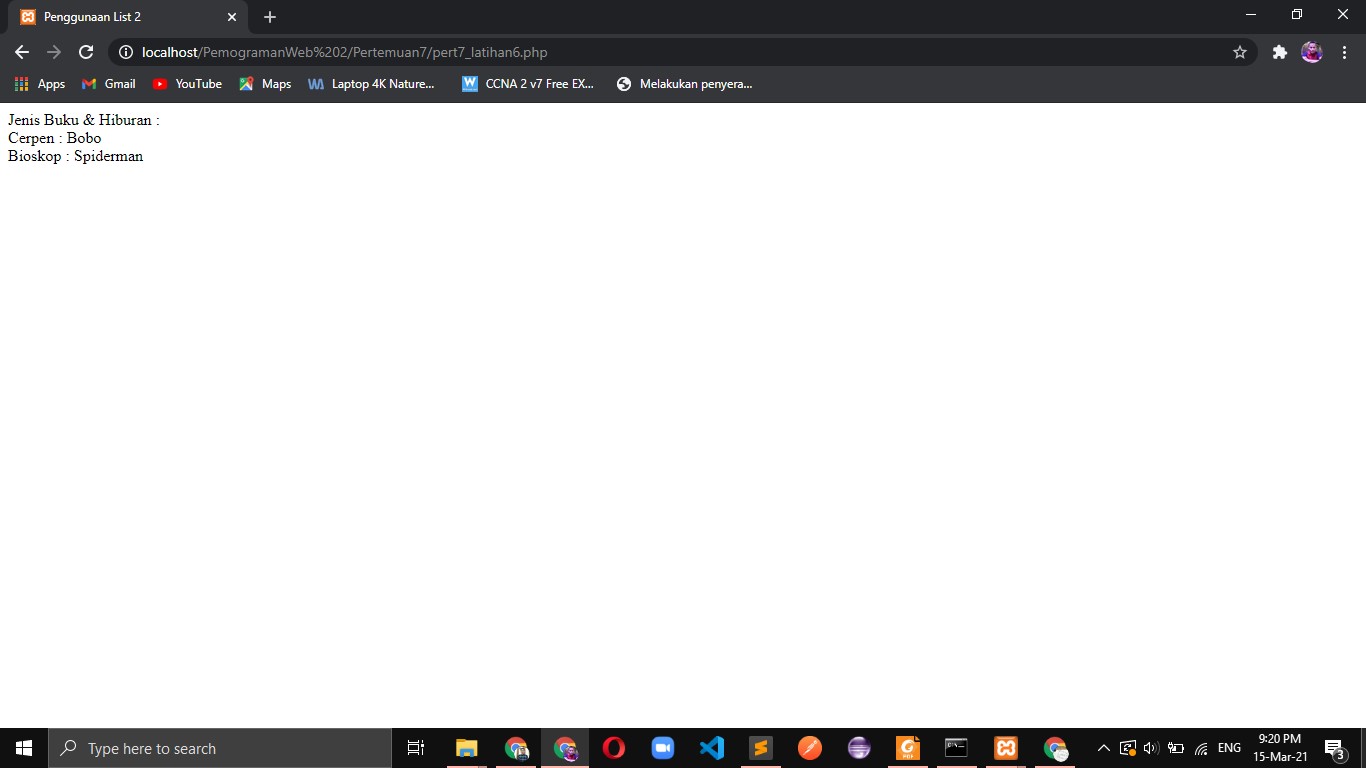 Penggunaan List 2
localhost/PemogramanWeb%202/Pertemuan7/pert7_latihan6.php
Apps Gmail YouTube Maps Laptop 4K Nature... CCNA 2 v7 Free EX... Melakukan penyera...
Jenis Buku & Hiburan :
Cerpen : Bobo
Bioskop : Spiderman
Type here to search
ENG
9:20 PM
15-Mar-21
3